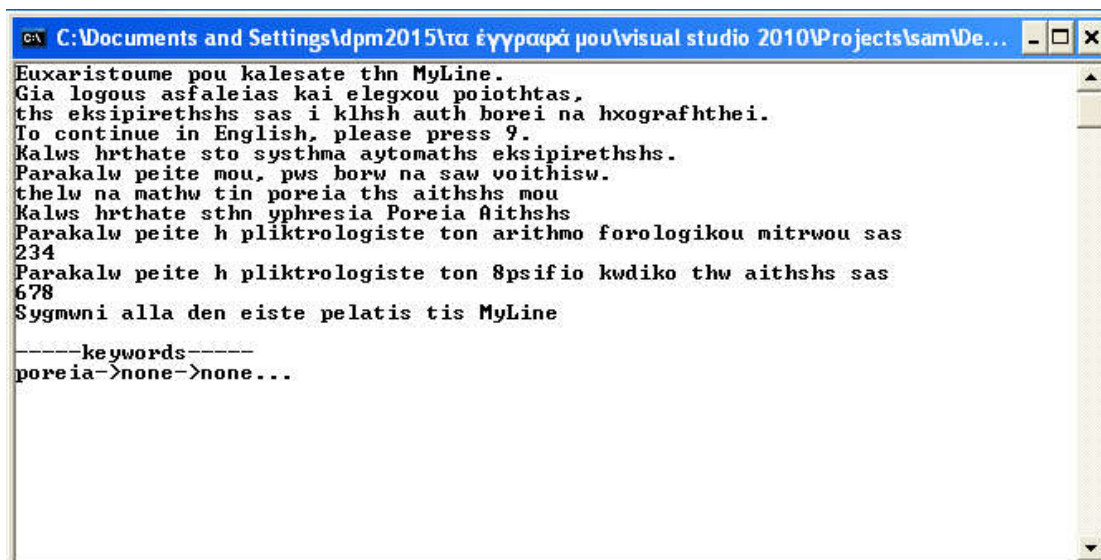 C:\Documents and Settings\dpm2015\τα έγγραφά μου\visual studio 2010\Projects\sam\De...
Euxaristoume pou kalesate thn MyLine.
Gia logous asfaleias kai elegxou poiothtas,
ths eksipirethshs sas i klhsh auth borei na hxografhthei.
To continue in English, please press 9.
Kalws hrthate sto systhma aytomaths eksipirethshs.
Parakalw peite mou, pws borw na saw voithisw.
thelw na mathw tin poreia ths aithshs mou
Kalws hrthate sthn yphresia Poreia Aithshs
Parakalw peite h pliktrologiste ton arithmo forologikou mitrwou sas
234
Parakalw peite h pliktrologiste ton 8psifio kwdiko thw aithshs sas
678
Sygmwni alla den eiste pelatis tis MyLine
-----keywords-----
poreia->none->none...